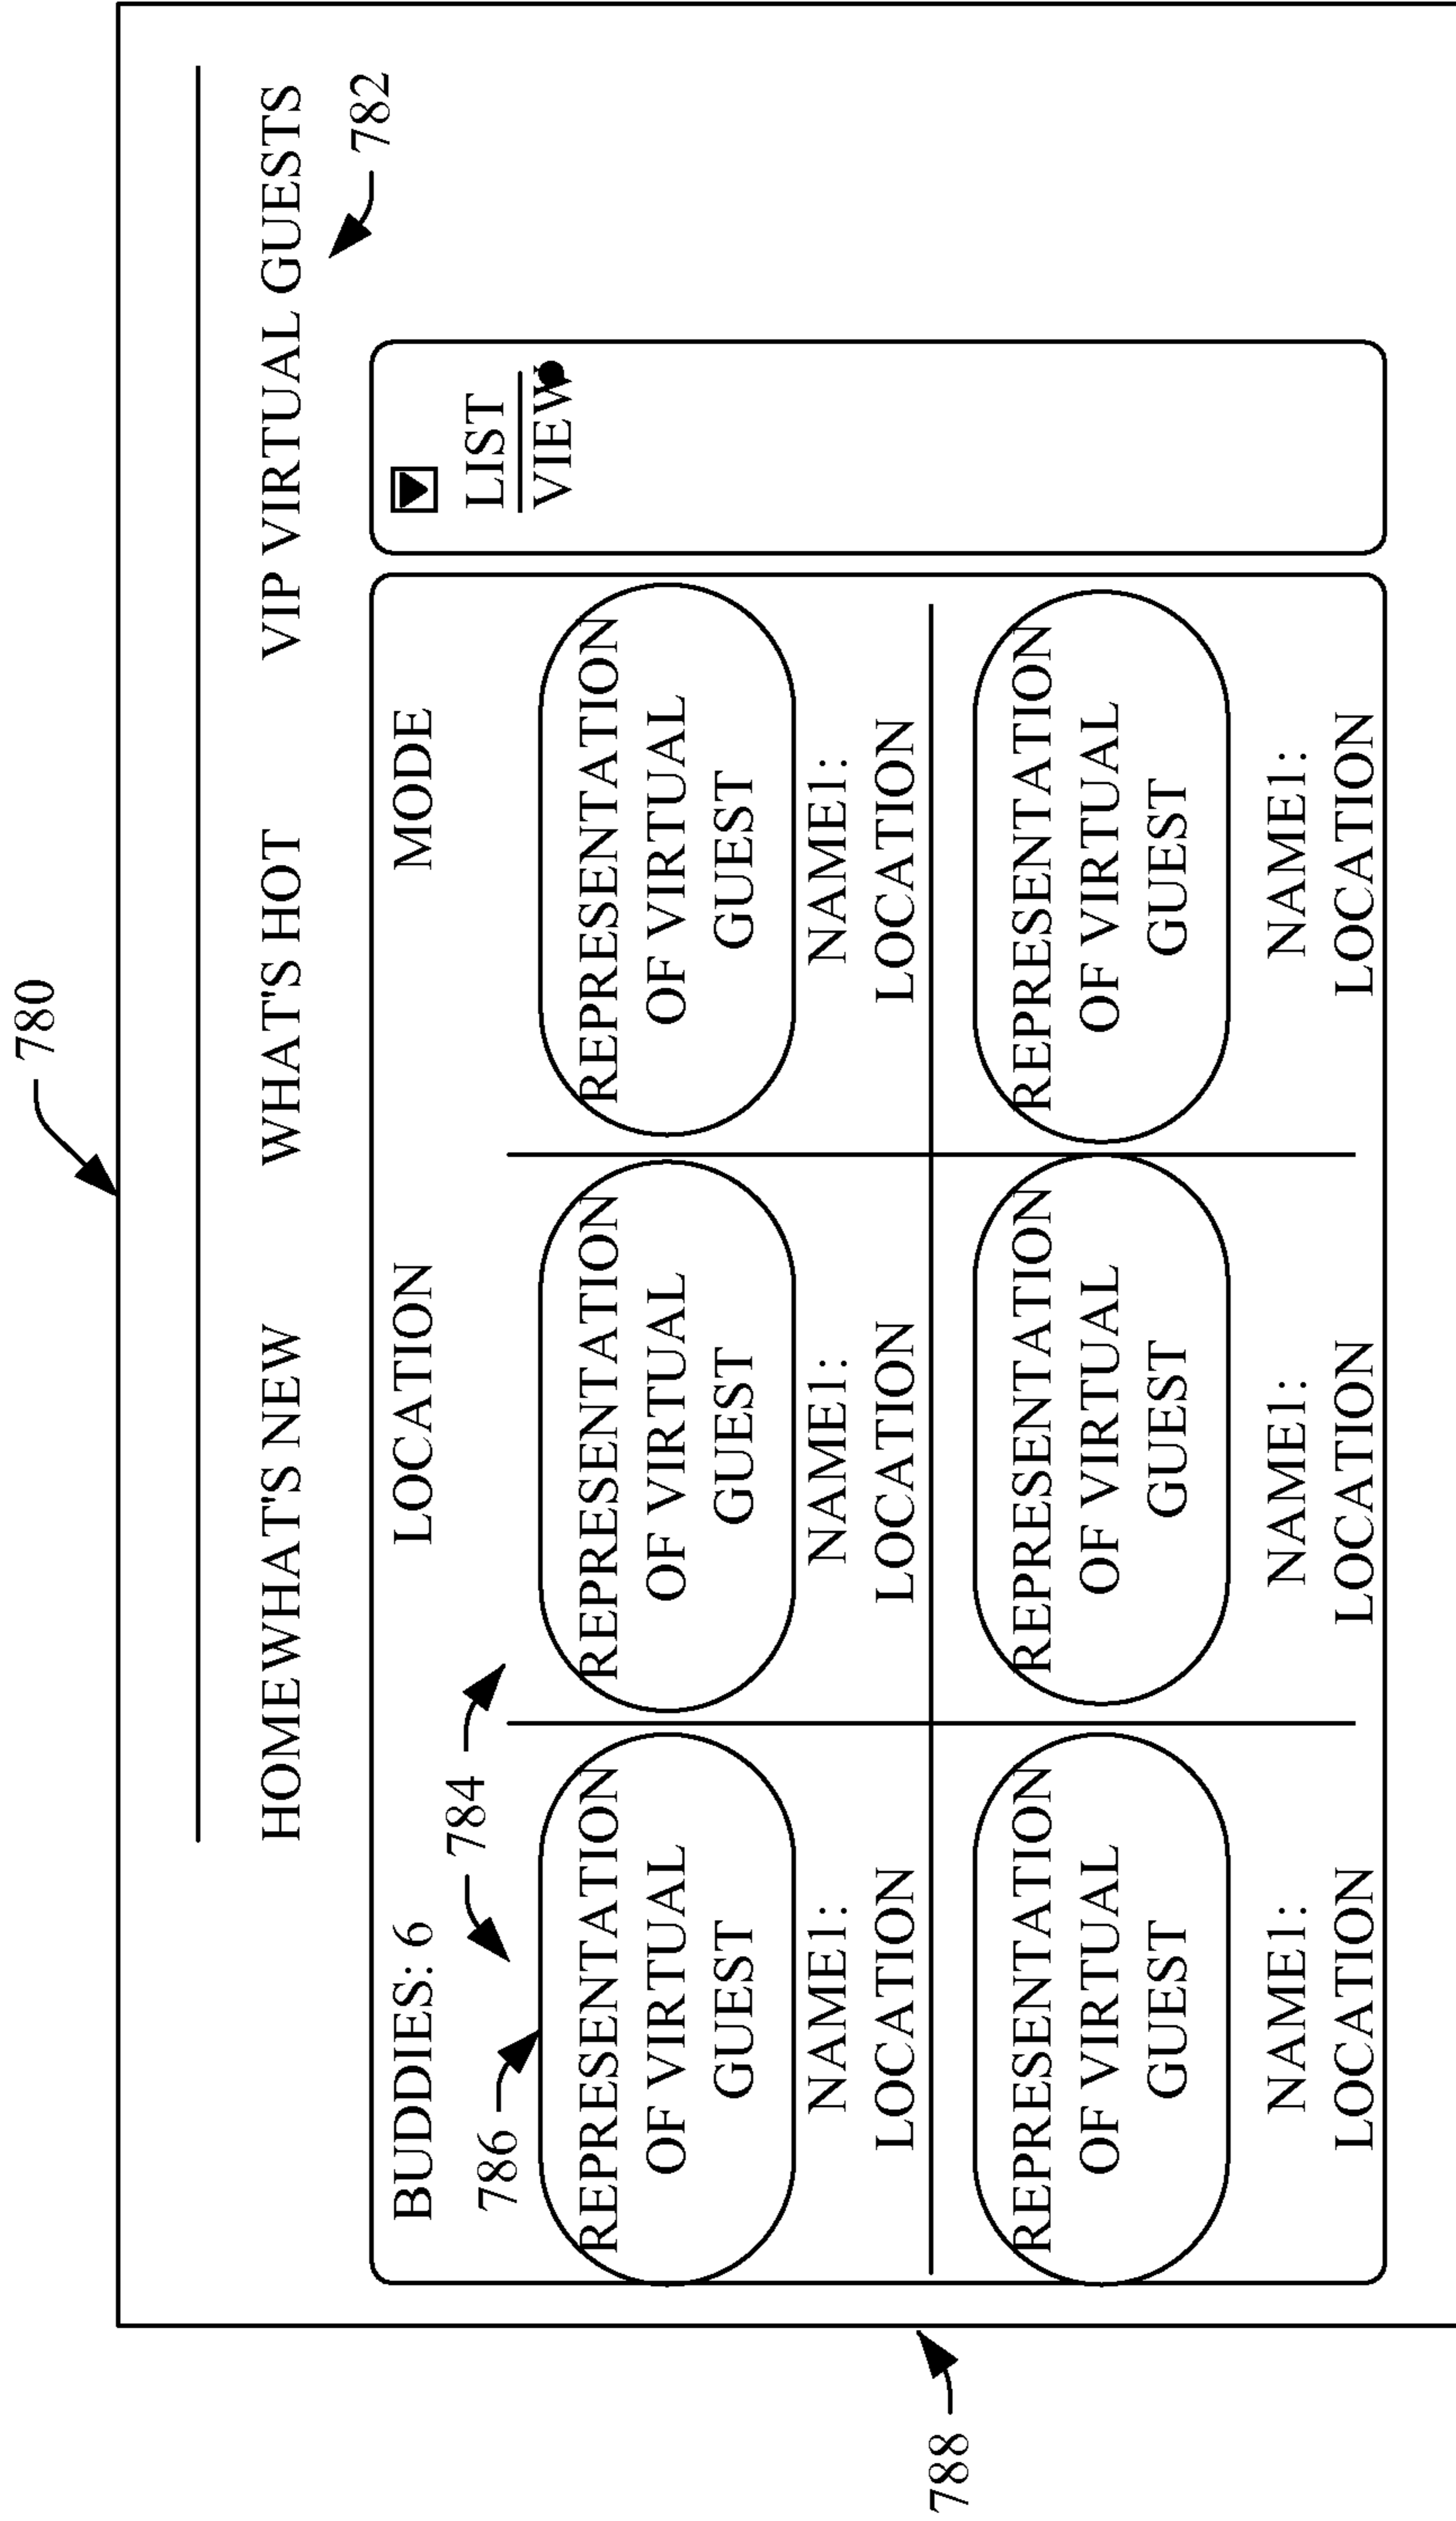 780
HOMEWHAT'S NEW WHAT'S HOT VIP VIRTUAL GUESTS
782
BUDDIES: 6 LOCATION MODE
784
786
LIST
VIEW
REPRESENTATION
OF VIRTUAL
GUEST
NAME1:
LOCATION
REPRESENTATION
OF VIRTUAL
GUEST
NAME1:
LOCATION
REPRESENTATION
OF VIRTUAL
GUEST
NAME1:
LOCATION
788
REPRESENTATION
OF VIRTUAL
GUEST
NAME1:
LOCATION
REPRESENTATION
OF VIRTUAL
GUEST
NAME1:
LOCATION
REPRESENTATION
OF VIRTUAL
GUEST
NAME1:
LOCATION